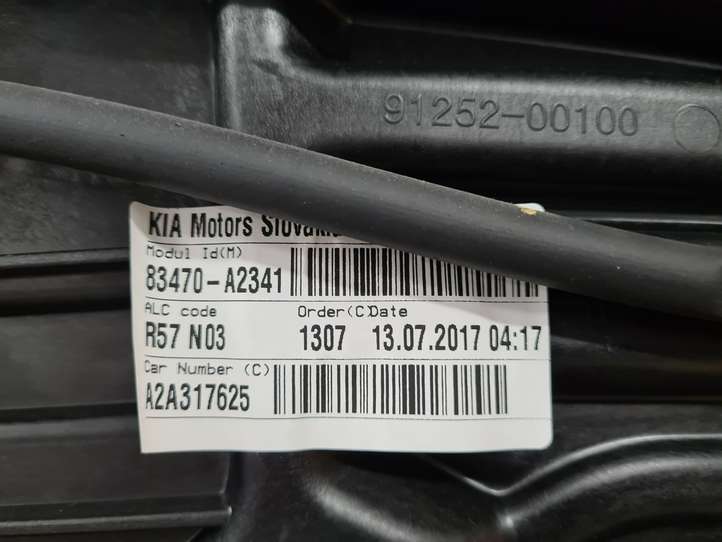 91252-00100
KIA Motors Slovakia
Modul Id(M)
83470-A2341
ALC code Order(C)Date
R57 N03 1307 13.07.2017 04:17
Car Number (C)
A2A317625